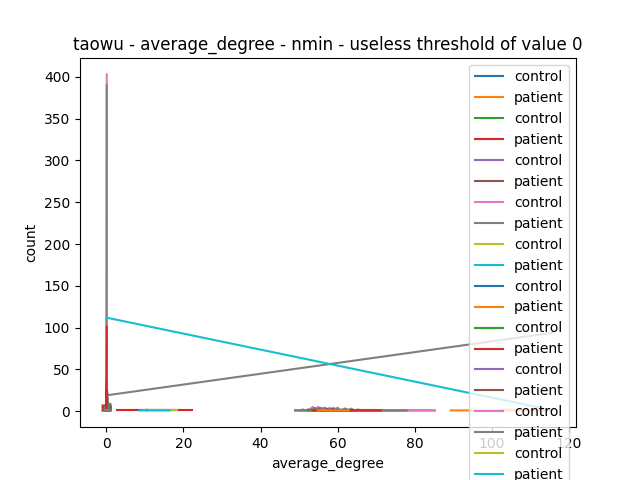 taowu - average_degree - nmin - useless threshold of value 0
count
400
350
300
250
200
150
100
50
0
0
20
40
60
80
100
120
average_degree
control
patient
control
patient
control
patient
control
patient
control
patient
control
patient
control
patient
control
patient
control
patient
control
patient